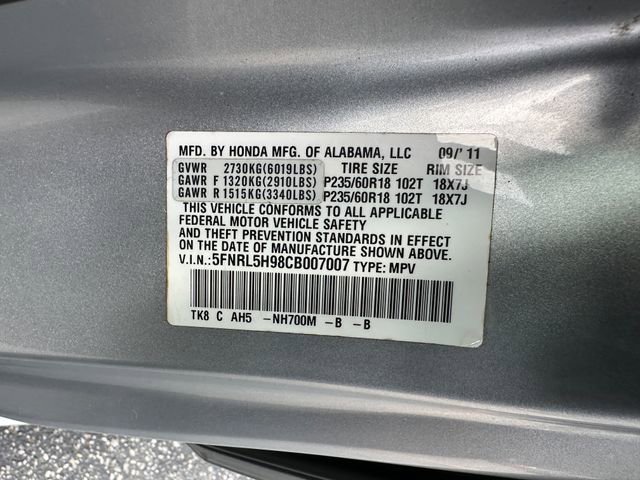 MFD. BY HONDA MFG. OF ALABAMA, LLC 09/'11
GVWR 2730KG(6019LBS) TIRE SIZE RIM SIZE
GAWR F 1320KG(2910LBS) P235/60R18 102T 18X7J
GAWR R 1515KG(3340LBS) P235/60R18 102T 18X7J
THIS VEHICLE CONFORMS TO ALL APPLICABLE
FEDERAL MOTOR VEHICLE SAFETY
AND THEFT PREVENTION STANDARDS IN EFFECT
ON THE DATE OF MANUFACTURE SHOWN ABOVE.
V.I.N.: 5FNRL5H98CB007007 TYPE: MPV
TK8 C AH5 -NH700M -B -B